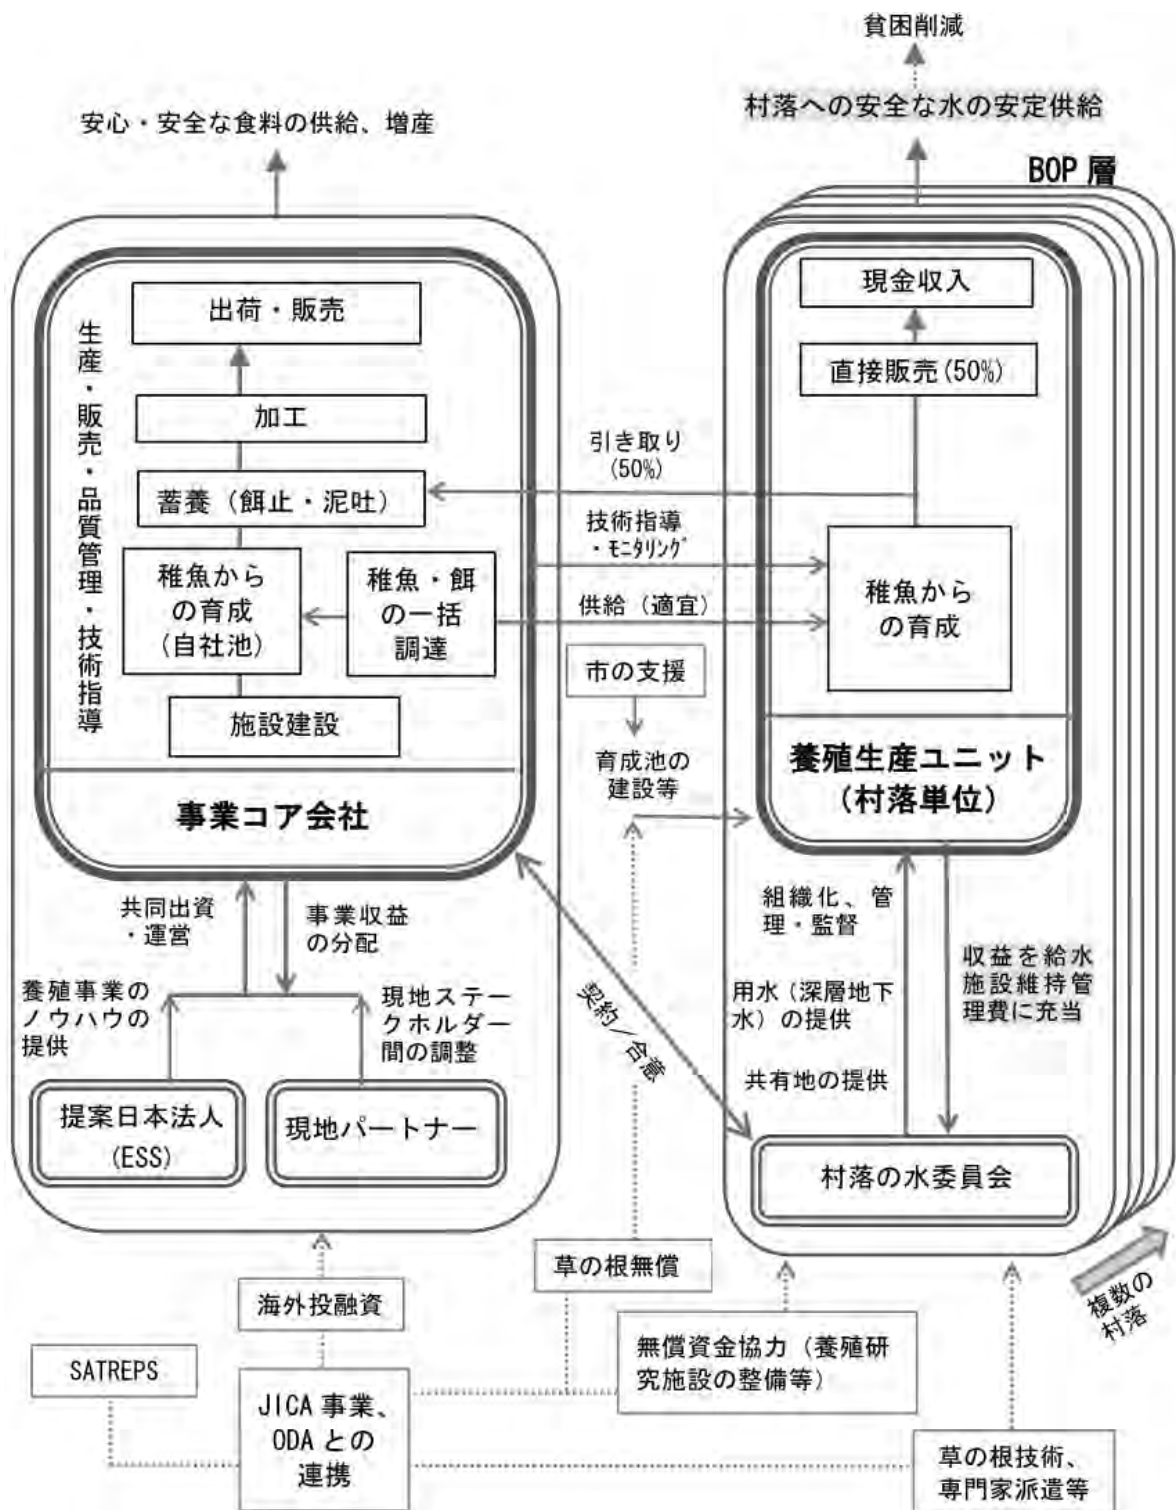 貧困削減
村落への安全な水の安定供給
安心・安全な食料の供給、増産
BOP 層
出荷・販売
加工
蓄養（餌止・泥吐）
稚魚から
の育成
(自社池)
稚魚・餌
の一括
調達
施設建設
生産・販売・品質管理・技術指導
事業コア会社
引き取り
(50%)
技術指導
・ﾓﾆﾀﾘﾝｸﾞ
供給（適宜）
市の支援
育成池の
建設等
現金収入
直接販売(50%)
稚魚から
の育成
養殖生産ユニット
（村落単位）
共同出資
・運営
事業収益
の分配
養殖事業の
ノウハウの
提供
現地ステー
クホルダー
間の調整
提案日本法人
(ESS)
現地パートナー
契約／合意
組織化、管
理・監督
用水（深層地下
水）の提供
共有地の提供
収益を給水
施設維持管
理費に充当
村落の水委員会
複数の
村落
草の根無償
海外投融資
無償資金協力（養殖研
究施設の整備等）
SATREPS
JICA 事業、
ODA との
連携
草の根技術、
専門家派遣等